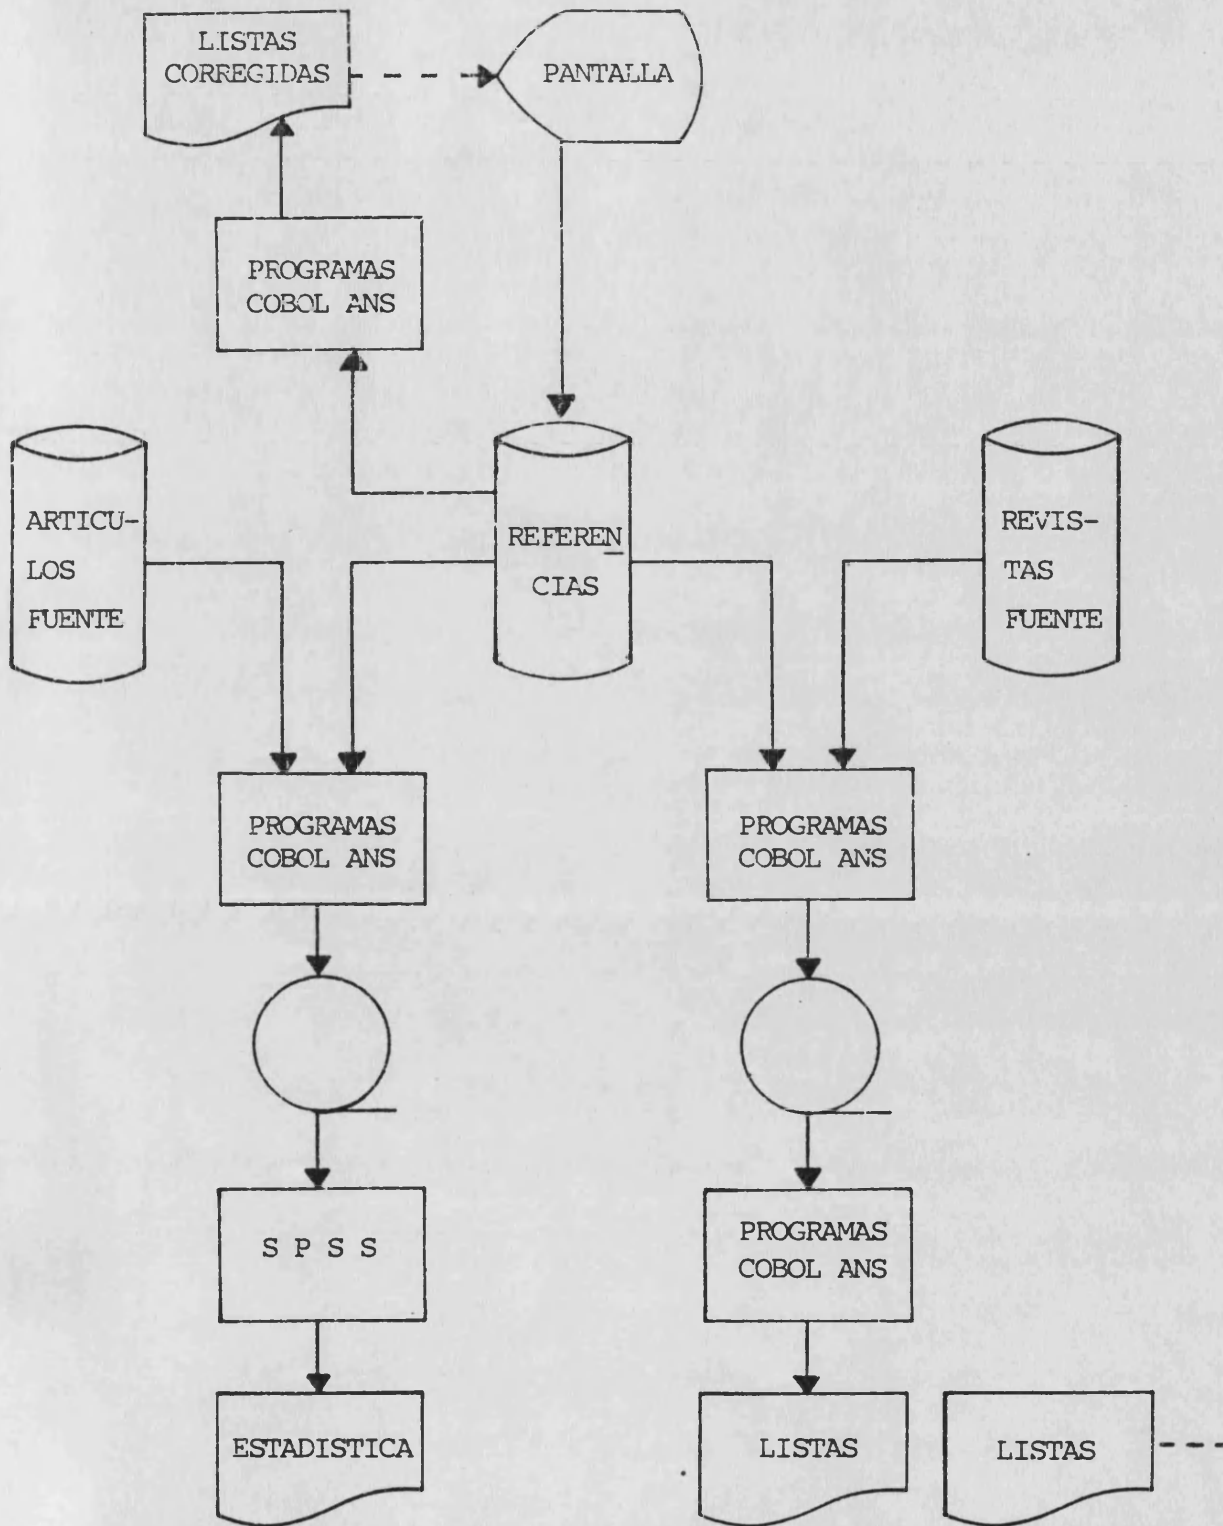 LISTAS
CORREGIDAS
PANTALLA
PROGRAMAS
COBOL ANS
ARTICU-
LOS
FUENTE
REFEREN
CIAS
REVIS-
TAS
FUENTE
PROGRAMAS
COBOL ANS
PROGRAMAS
COBOL ANS
S P S S
PROGRAMAS
COBOL ANS
ESTADISTICA
LISTAS
LISTAS